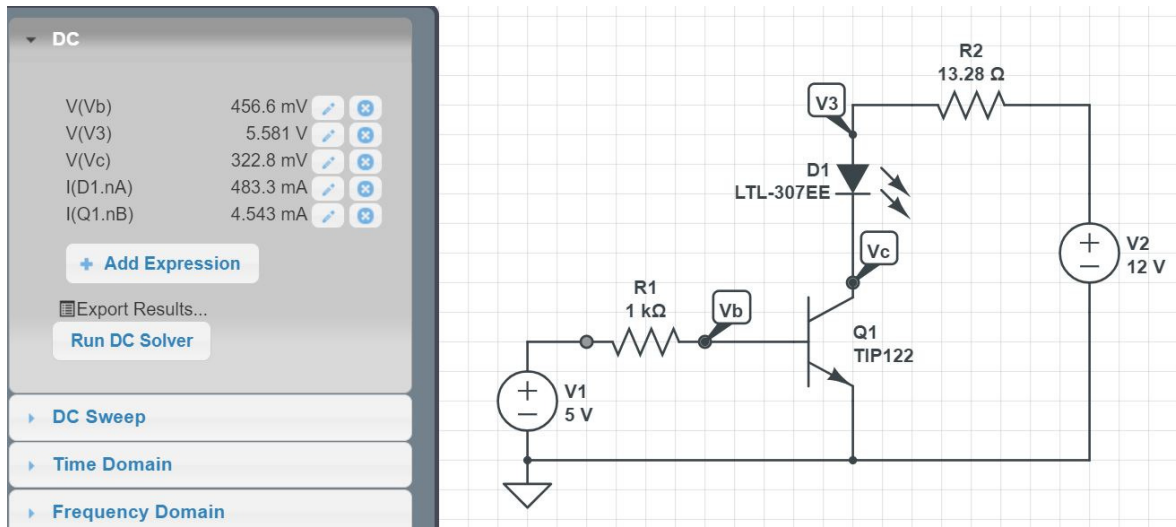 DC
V(Vb) 456.6 mV
V(V3) 5.581 V
V(Vc) 322.8 mV
I(D1.nA) 483.3 mA
I(Q1.nB) 4.543 mA
+ Add Expression
Export Results...
Run DC Solver
DC Sweep
Time Domain
Frequency Domain
R2
13.28 Ω
V3
D1
LTL-307EE
Vc
V2
12 V
R1
1 kΩ
Vb
Q1
TIP122
V1
5 V